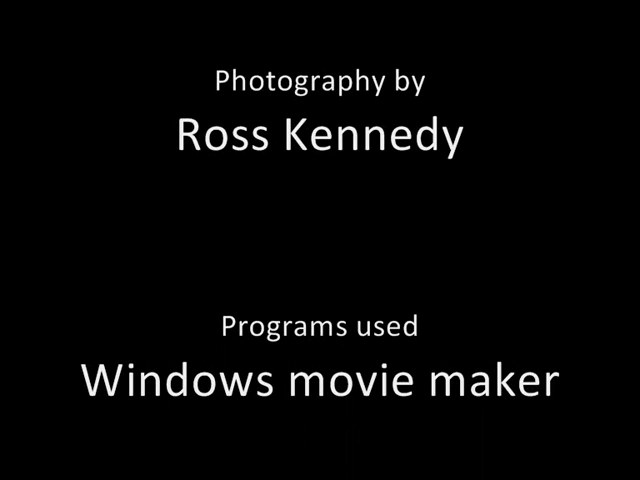 Photography by
Ross Kennedy
Programs used
Windows movie maker